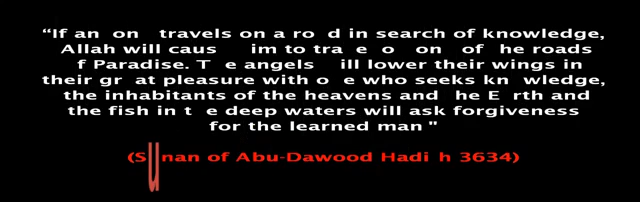 “If an on travels on a ro d in search of knowledge,
Allah will caus im to tra e o on of he roads
f Paradise. T e angels ill lower their wings in
their gr at pleasure with o e who seeks kn wledge,
the inhabitants of the heavens and he E rth and
the fish in t e deep waters will ask forgiveness
for the learned man "
(Sunan of Abu-Dawood Hadi h 3634)